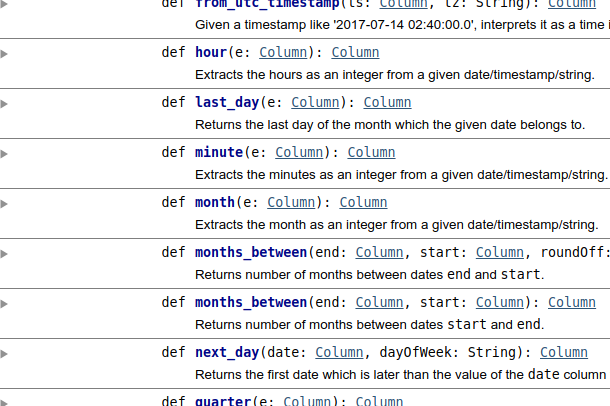 def from_utc_timestamp(ts: Column, tz: String): Column
Given a timestamp like '2017-07-14 02:40:00.0', interprets it as a time i
def hour(e: Column): Column
Extracts the hours as an integer from a given date/timestamp/string.
def last_day(e: Column): Column
Returns the last day of the month which the given date belongs to.
def minute(e: Column): Column
Extracts the minutes as an integer from a given date/timestamp/string.
def month(e: Column): Column
Extracts the month as an integer from a given date/timestamp/string.
def months_between(end: Column, start: Column, roundOff:
Returns number of months between dates end and start.
def months_between(end: Column, start: Column): Column
Returns number of months between dates start and end.
def next_day(date: Column, dayOfWeek: String): Column
Returns the first date which is later than the value of the date column
def quarter(e: Column): Column